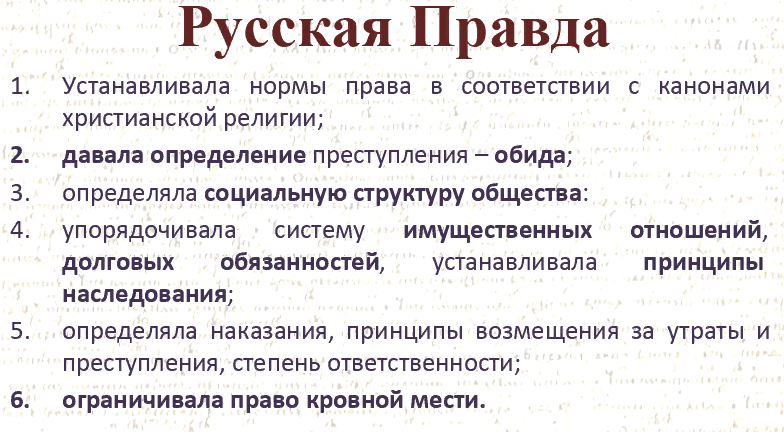 Русская Правда
1. Устанавливала нормы права в соответствии с канонами
христианской религии;
2. давала определение преступления – обида;
3. определяла социальную структуру общества:
4. упорядочивала систему имущественных отношений,
долговых обязанностей, устанавливала принципы
наследования;
5. определяла наказания, принципы возмещения за утраты и
преступления, степень ответственности;
6. ограничивала право кровной мести.